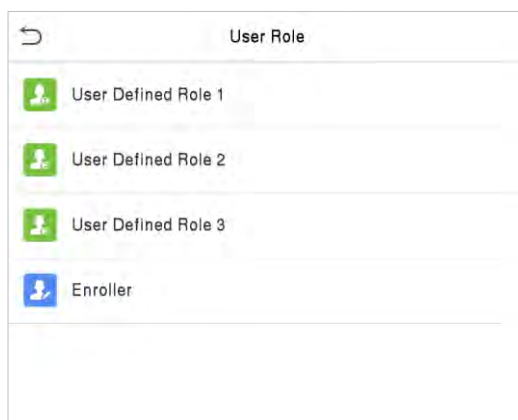 User Role
User Defined Role 1
User Defined Role 2
User Defined Role 3
Enroller